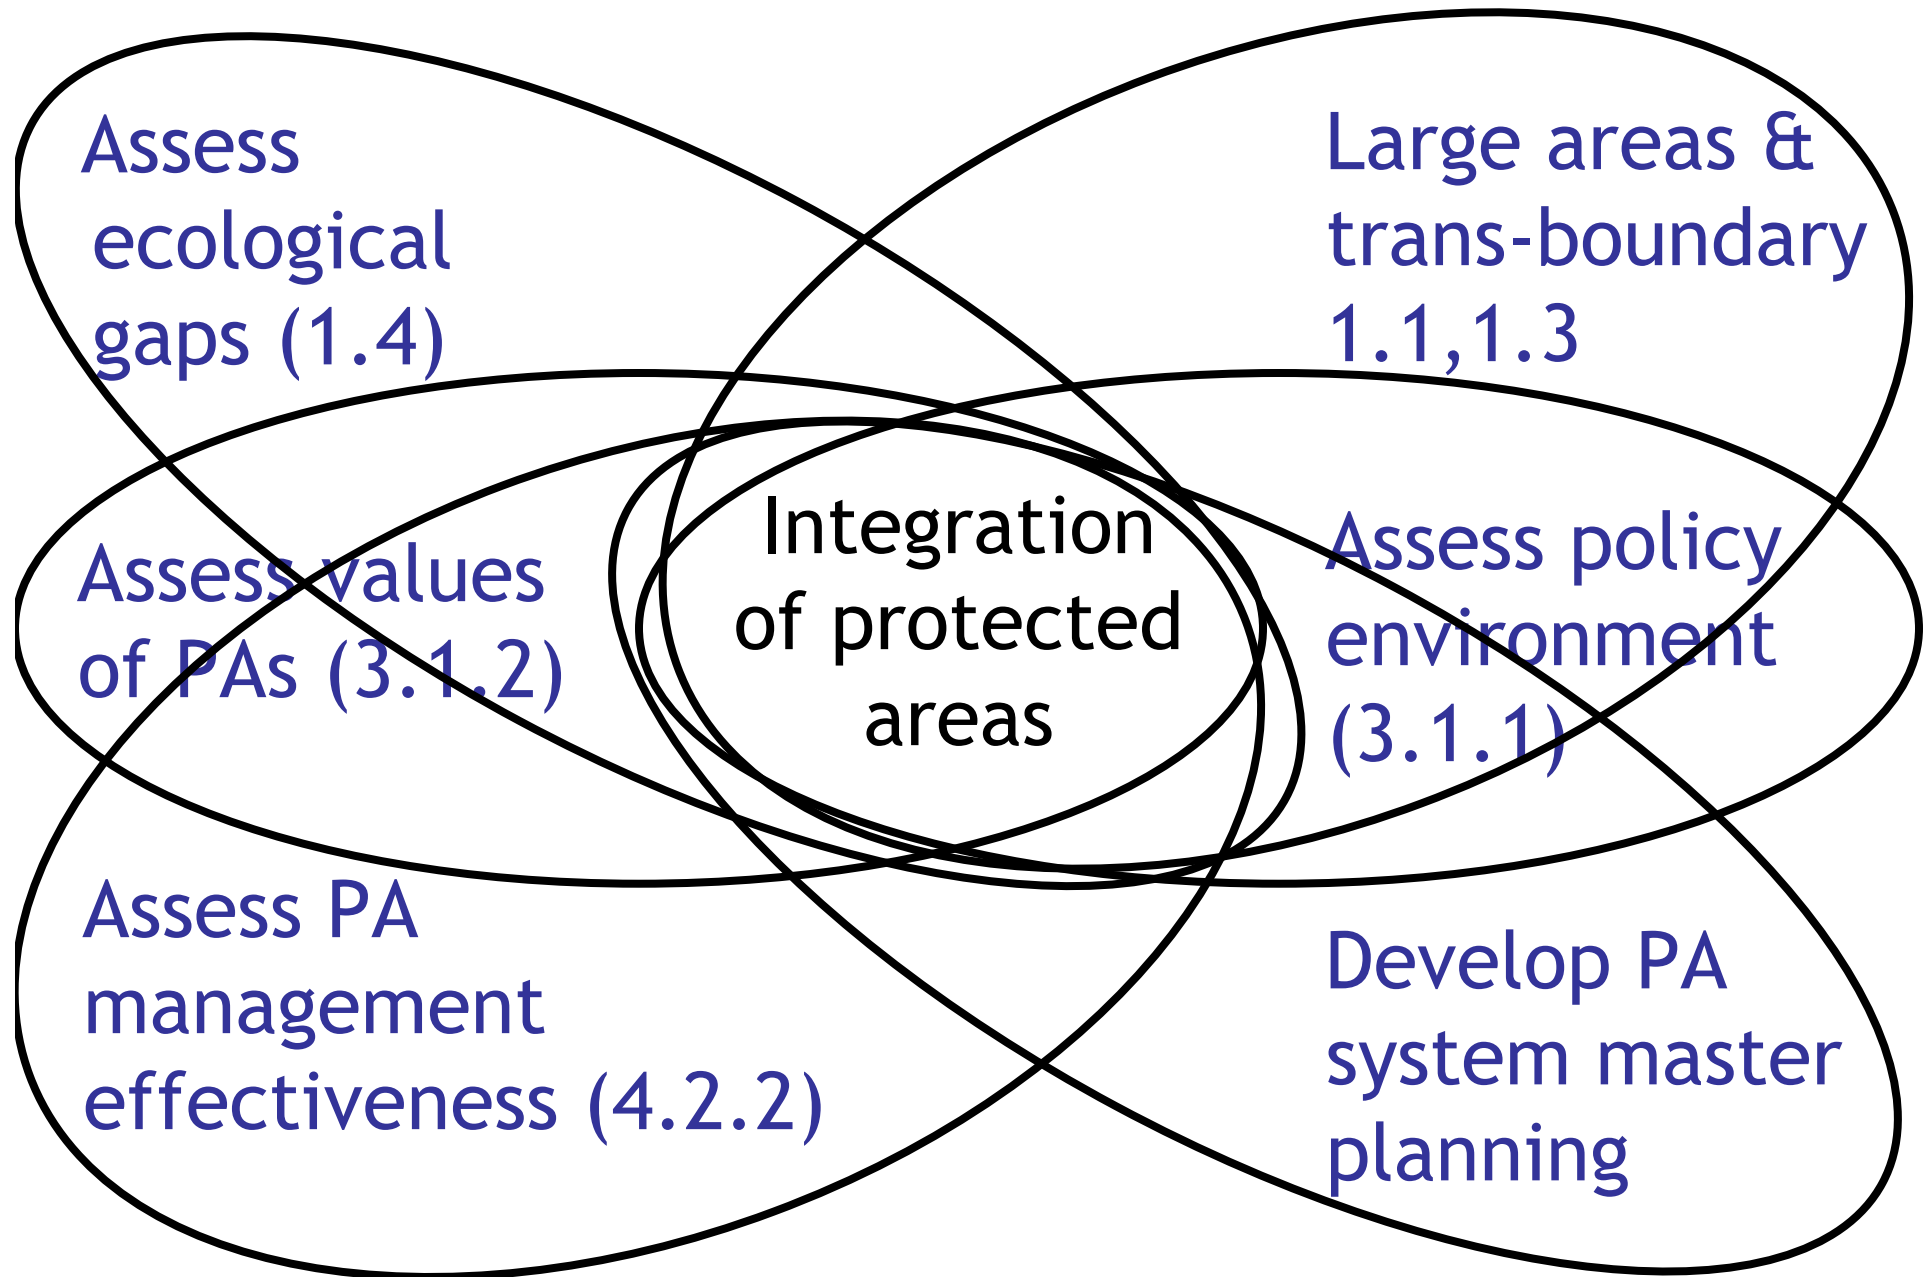 Assess
ecological
gaps (1.4)
Large areas &
trans-boundary
1.1,1.3
Assess values
of PAs (3.1.2)
Integration
of protected
areas
Assess policy
environment
(3.1.1)
Assess PA
management
effectiveness (4.2.2)
Develop PA
system master
planning